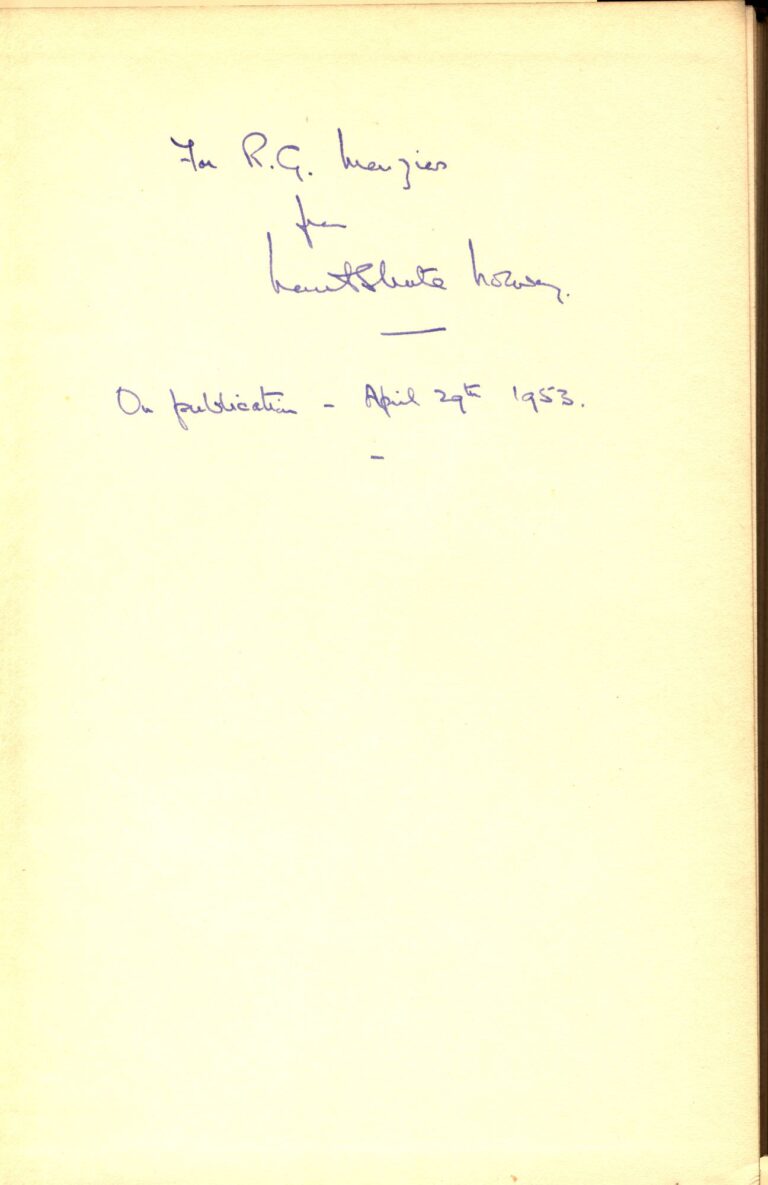 For R.G. Menzies
from
Nevil Shute Norway.
On publication - April 29th 1953.